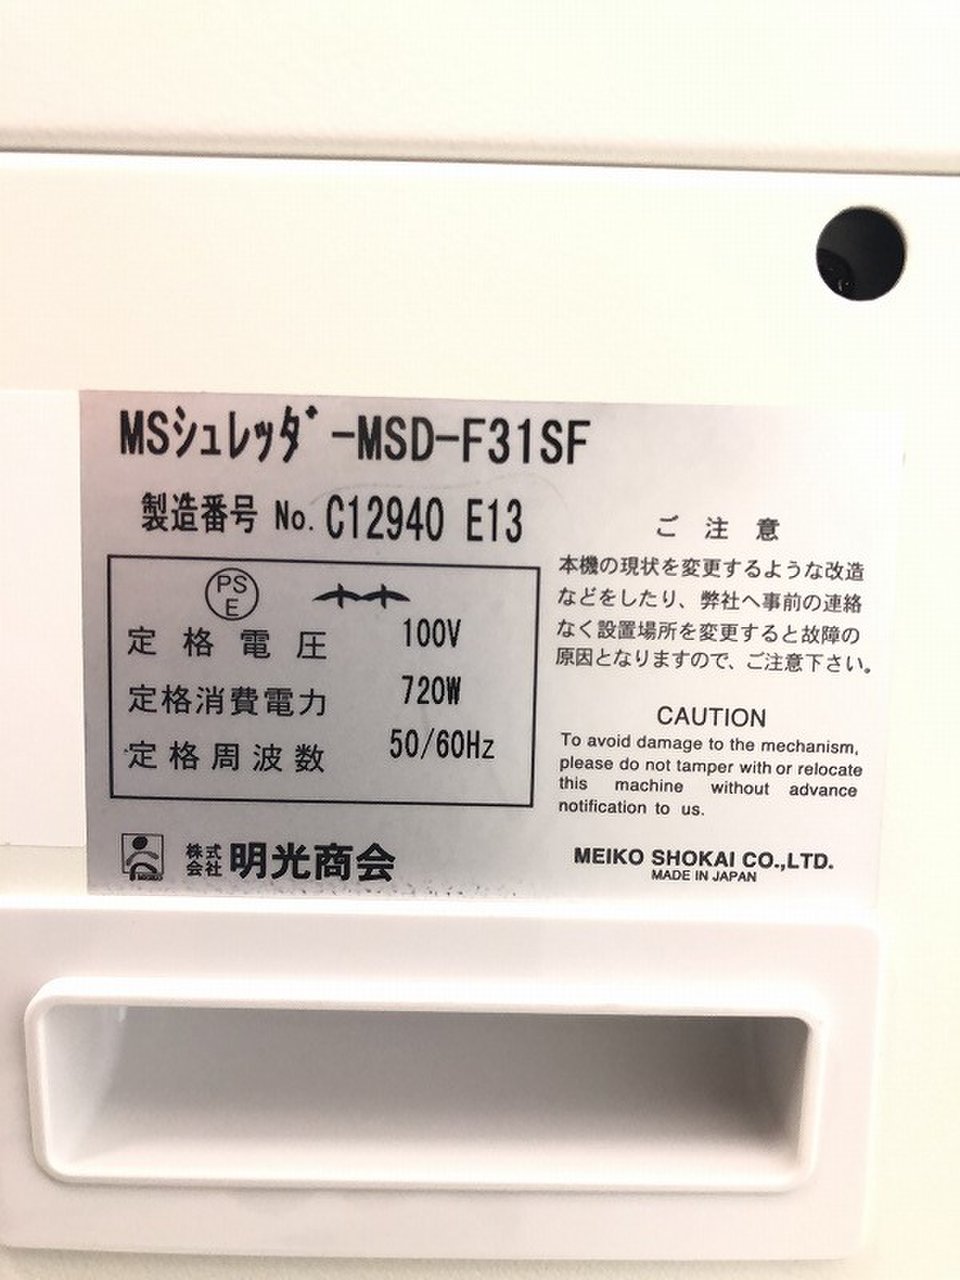 MSシュレッダ゙ーMSD-F31SF
製造番号 No. C12940 E13
PS
E
定格電圧 100V
定格消費電力 720W
定格周波数 50/60Hz
ご注意
本機の現状を変更するような改造
などをしたり、弊社へ事前の連絡
なく設置場所を変更すると故障の
原因となりますので、ご注意下さい。
CAUTION
To avoid damage to the mechanism,
please do not tamper with or relocate
this machine without advance
notification to us.
株式
会社 明光商会
MEIKO SHOKAI CO.,LTD.
MADE IN JAPAN